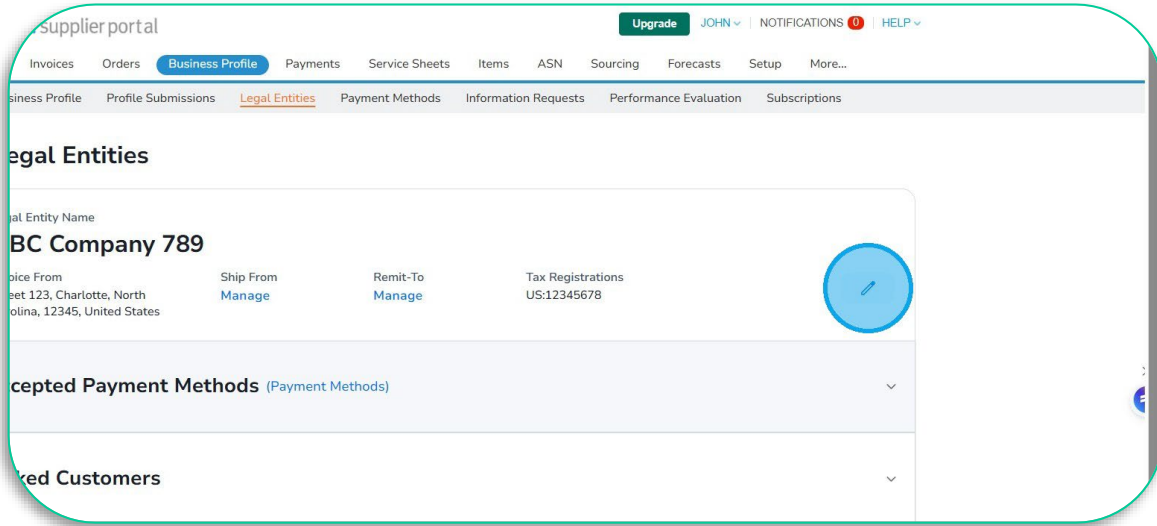 supplier portal
Upgrade JOHN NOTIFICATIONS 0 HELP
Invoices Orders Business Profile Payments Service Sheets Items ASN Sourcing Forecasts Setup More...
siness Profile Profile Submissions Legal Entities Payment Methods Information Requests Performance Evaluation Subscriptions
egal Entities
gal Entity Name
BC Company 789
oice From Ship From Remit-To Tax Registrations
eet 123, Charlotte, North Manage Manage US:12345678
olina, 12345, United States
cepted Payment Methods (Payment Methods)
ked Customers